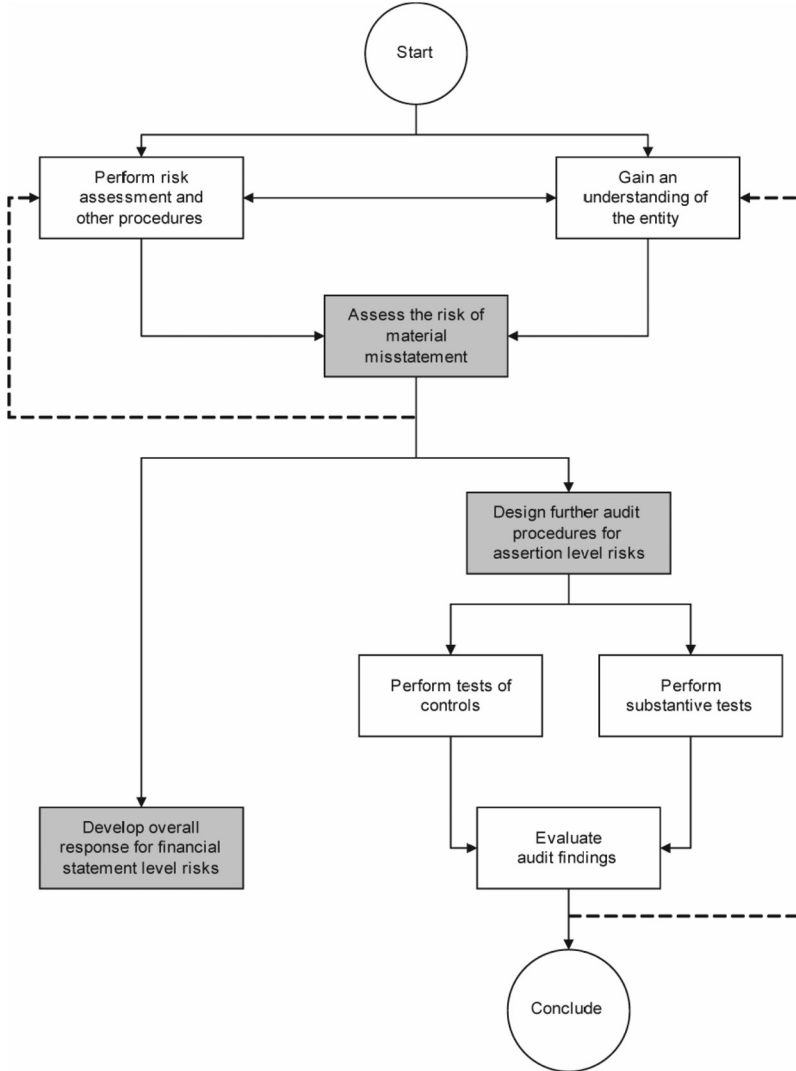 Start
Perform risk
assessment and
other procedures
Gain an
understanding of
the entity
Assess the risk of
material
misstatement
Design further audit
procedures for
assertion level risks
Perform tests of
controls
Perform
substantive tests
Develop overall
response for financial
statement level risks
Evaluate
audit findings
Conclude